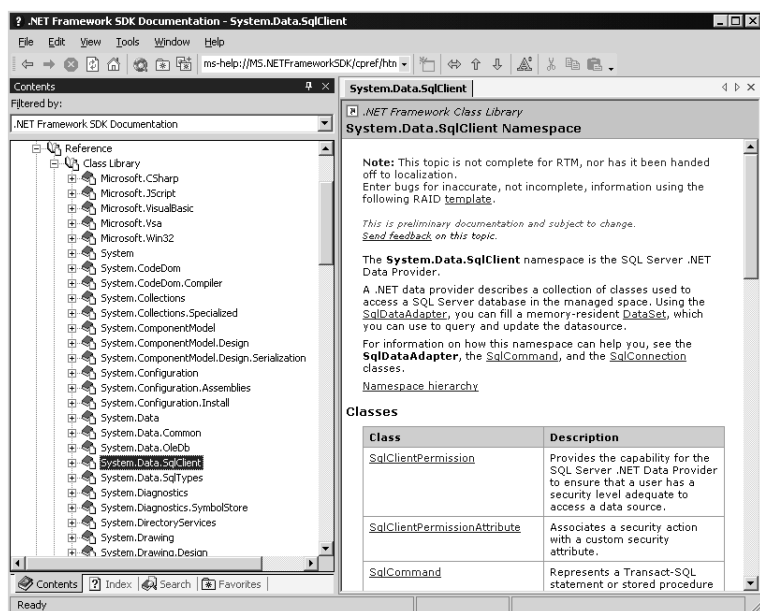 .NET Framework SDK Documentation - System.Data.SqlClient
File Edit View Tools Window Help
ms-help://MS.NETFrameworkSDK/cpref/htn
Contents
Filtered by:
.NET Framework SDK Documentation
Reference
Class Library
Microsoft.CSharp
Microsoft.JScript
Microsoft.VisualBasic
Microsoft.Vsa
Microsoft.Win32
System
System.CodeDom
System.CodeDom.Compiler
System.Collections
System.Collections.Specialized
System.ComponentModel
System.ComponentModel.Design
System.ComponentModel.Design.Serialization
System.Configuration
System.Configuration.Assemblies
System.Configuration.Install
System.Data
System.Data.Common
System.Data.OleDb
System.Data.SqlClient
System.Data.SqlTypes
System.Diagnostics
System.Diagnostics.SymbolStore
System.DirectoryServices
System.Drawing
System.Drawing.Design
Contents Index Search Favorites
Ready
System.Data.SqlClient
.NET Framework Class Library
System.Data.SqlClient Namespace
Note: This topic is not complete for RTM, nor has it been handed
off to localization.
Enter bugs for inaccurate, not incomplete, information using the
following RAID template.
This is preliminary documentation and subject to change.
Send feedback on this topic.
The System.Data.SqlClient namespace is the SQL Server .NET
Data Provider.
A .NET data provider describes a collection of classes used to
access a SQL Server database in the managed space. Using the
SqlDataAdapter, you can fill a memory-resident DataSet, which
you can use to query and update the datasource.
For information on how this namespace can help you, see the
SqlDataAdapter, the SqlCommand, and the SqlConnection
classes.
Namespace hierarchy
Classes
Class Description
SqlClientPermission Provides the capability for the
SQL Server .NET Data Provider
to ensure that a user has a
security level adequate to
access a data source.
SqlClientPermissionAttribute Associates a security action
with a custom security
attribute.
SqlCommand Represents a Transact-SQL
statement or stored procedure